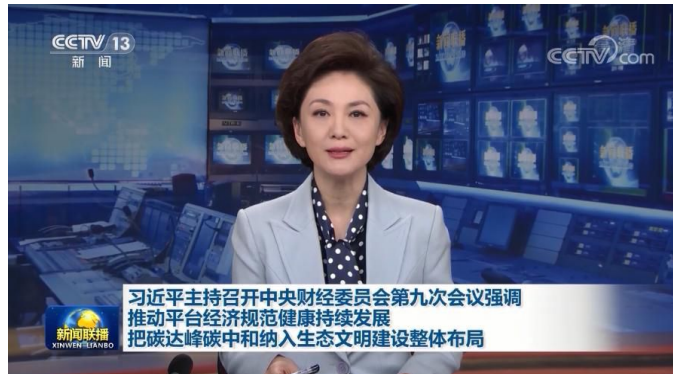 CCTV 13
新闻
CCTV.com
习近平主持召开中央财经委员会第九次会议强调
推动平台经济规范健康持续发展
把碳达峰碳中和纳入生态文明建设整体布局
新闻联播
XINWEN LIANBO